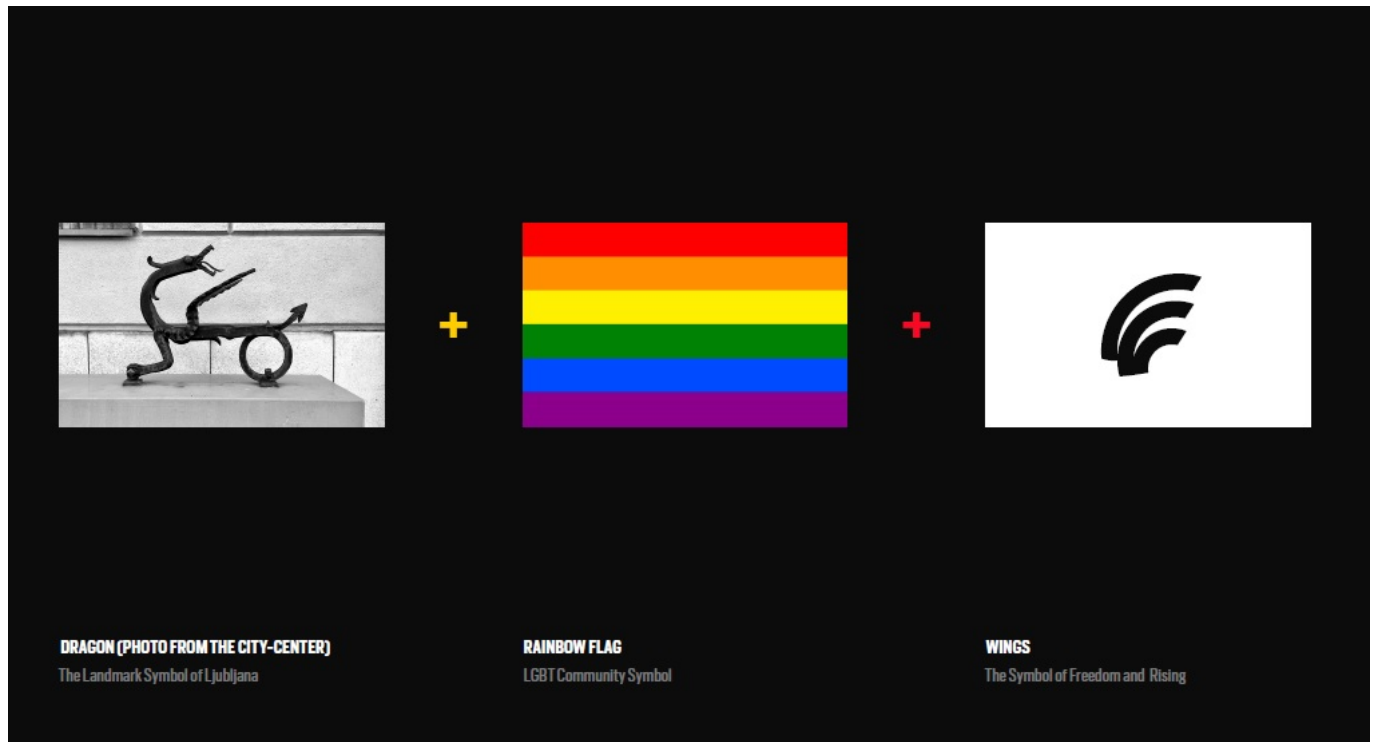 DRAGON (PHOTO FROM THE CITY-CENTER)
The Landmark Symbol of Ljubljana
RAINBOW FLAG
LGBT Community Symbol
WINGS
The Symbol of Freedom and Rising